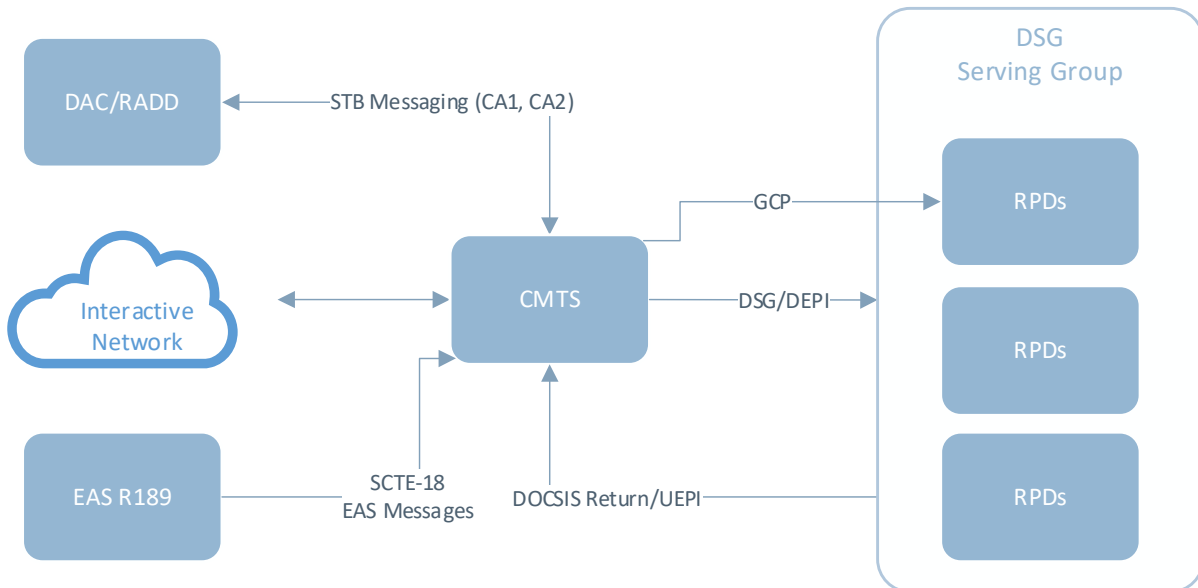 DSG
Serving Group
DAC/RADD
STB Messaging (CA1, CA2)
GCP
RPDs
Interactive
Network
CMTS
DSG/DEPI
RPDs
EAS R189
SCTE-18
EAS Messages
DOCSIS Return/UEPI
RPDs